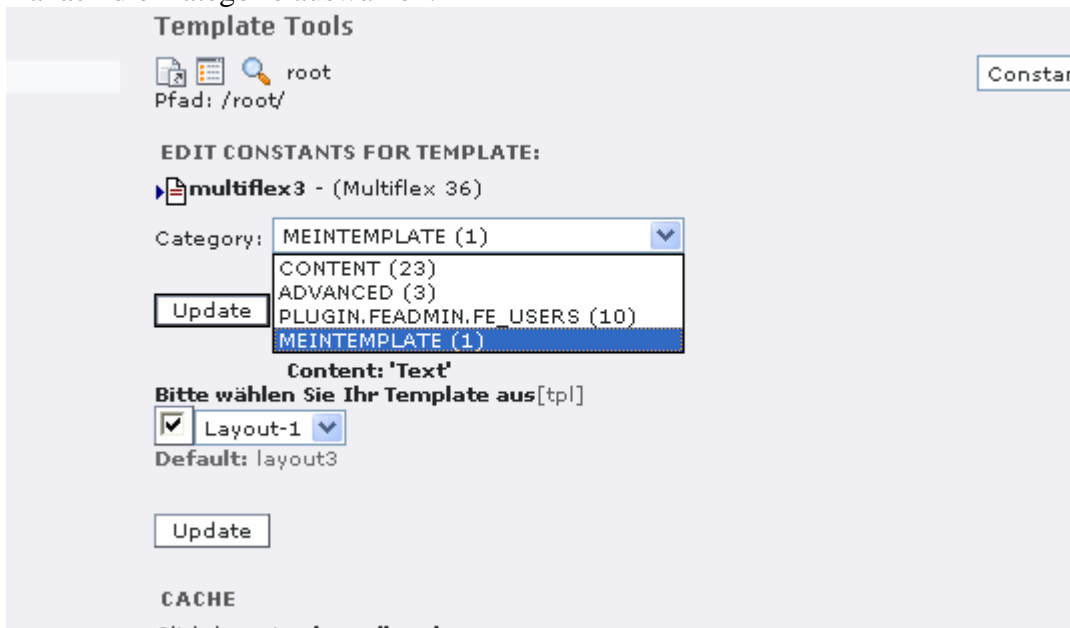 Template Tools
root
Constan
Pfad: /root/
EDIT CONSTANTS FOR TEMPLATE:
multiflex3 - (Multiflex 36)
Category: MEINTEMPLATE (1)
CONTENT (23)
ADVANCED (3)
Update PLUGIN.FEADMIN.FE_USERS (10)
MEINTEMPLATE (1)
Content: 'Text'
Bitte wählen Sie Ihr Template aus[tpl]
Layout-1
Default: layout3
Update
CACHE